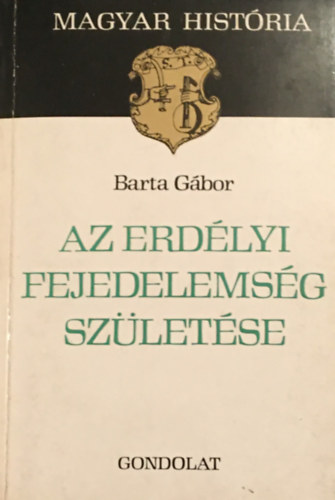 MAGYAR HISTÓRIA
Barta Gábor
AZ ERDÉLYI
FEJEDELEMSÉG
SZÜLETÉSE
GONDOLAT